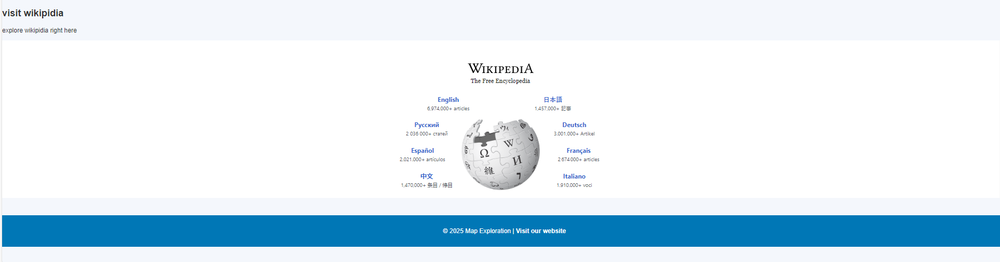 visit wikipidia
explore wikipidia right here
WIKIPEDIA
The Free Encyclopedia
English
6,974,000+ articles
日本語
1,457,000+ 記事
Русский
2 036 000+ статей
Deutsch
3.001.000+ Artikel
Español
2.021.000+ artículos
Français
2 674 000+ articles
中文
1,470,000+ 条目 / 條目
Italiano
1.910.000+ voci
ウィ
W
Ω
И
維
© 2025 Map Exploration | Visit our website